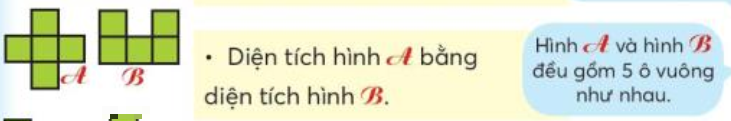 A
B
• Diện tích hình A bằng
diện tích hình B.
Hình A và hình B
đều gồm 5 ô vuông
như nhau.